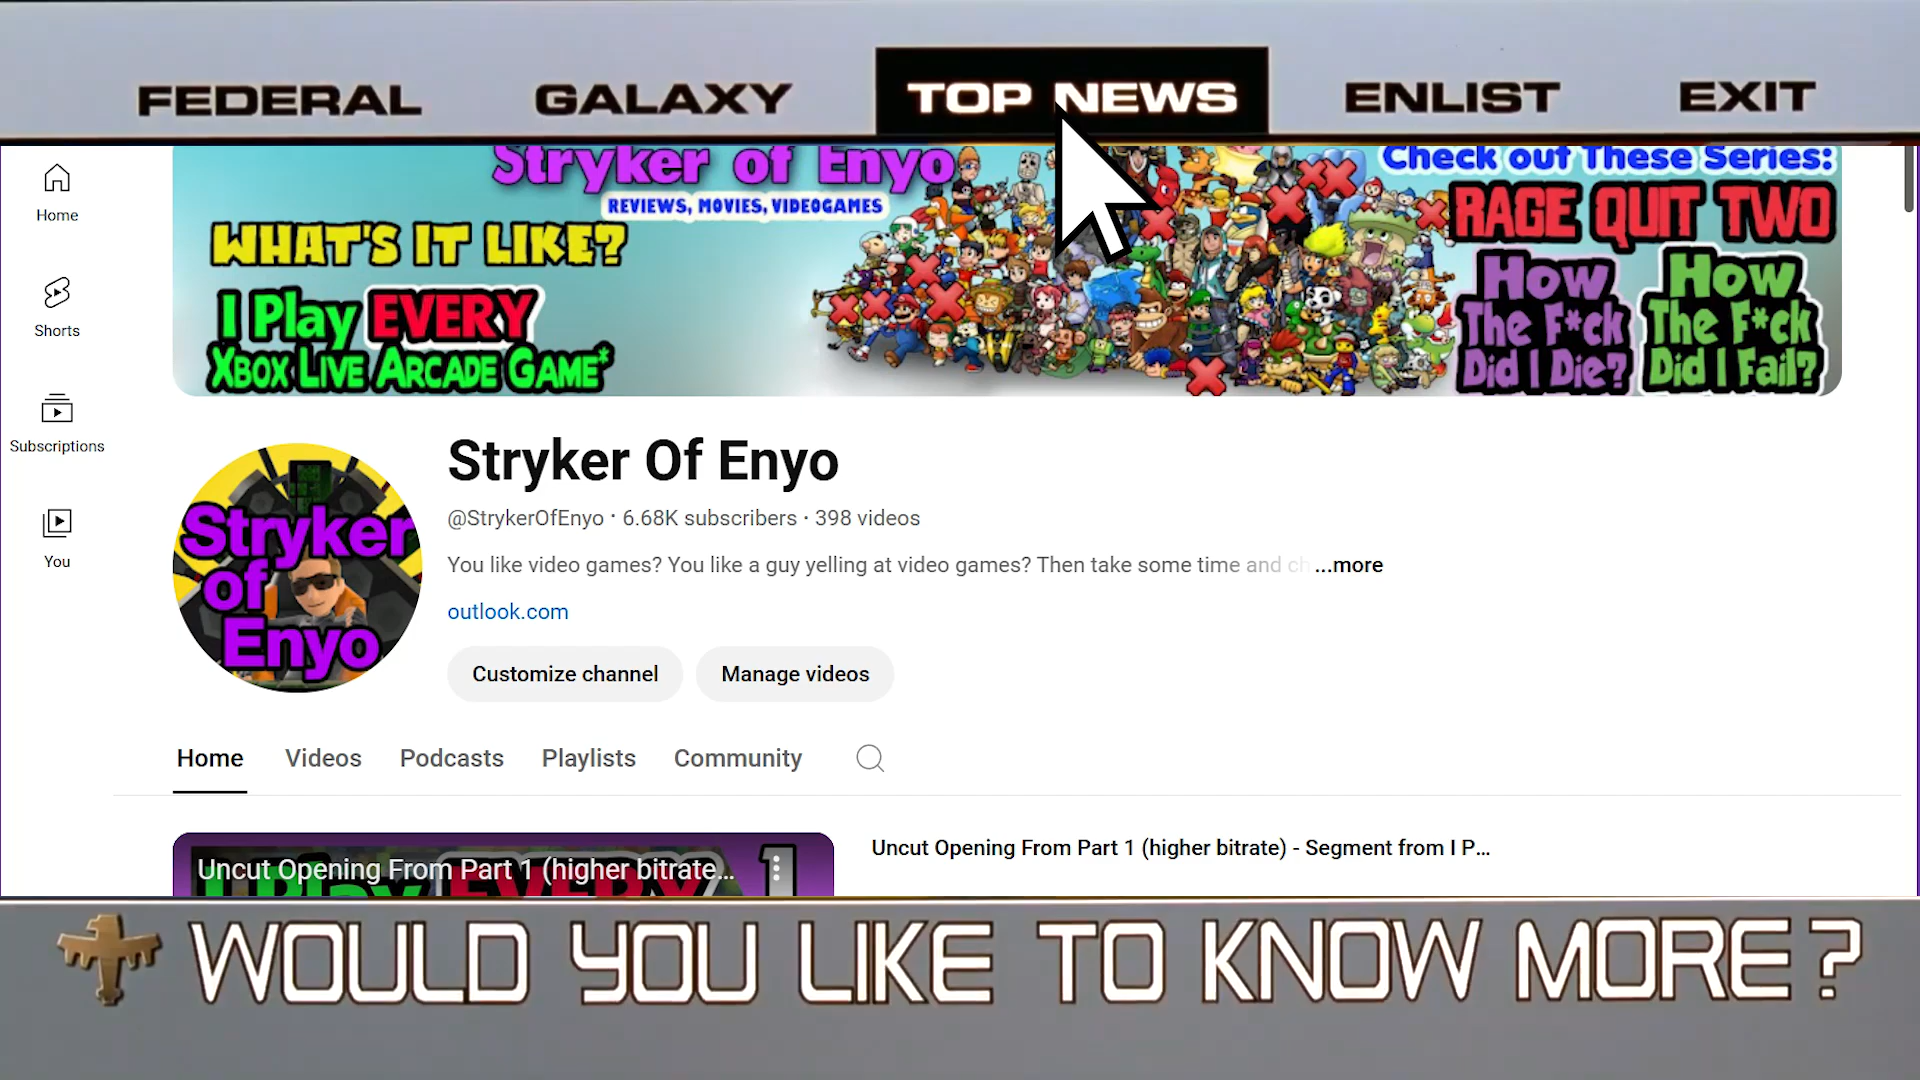 FEDERAL GALAXY TOP NEWS ENLIST EXIT
Stryker of Enyo
REVIEWS, MOVIES, VIDEOGAMES
WHAT'S IT LIKE?
I Play EVERY
XBOX LIVE ARCADE GAME*
Check out These Series:
RAGE QUIT TWO
How
The F*ck
Did I Die?
How
The F*ck
Did I Fail?
Home
Shorts
Subscriptions
You
Stryker
of
Enyo
Stryker Of Enyo
@StrykerOfEnyo · 6.68K subscribers · 398 videos
You like video games? You like a guy yelling at video games? Then take some time and ch ...more
outlook.com
Customize channel Manage videos
Home Videos Podcasts Playlists Community
Uncut Opening From Part 1 (higher bitrate...
I Play EVERY 1
Uncut Opening From Part 1 (higher bitrate) - Segment from I P...
WOULD YOU LIKE TO KNOW MORE?